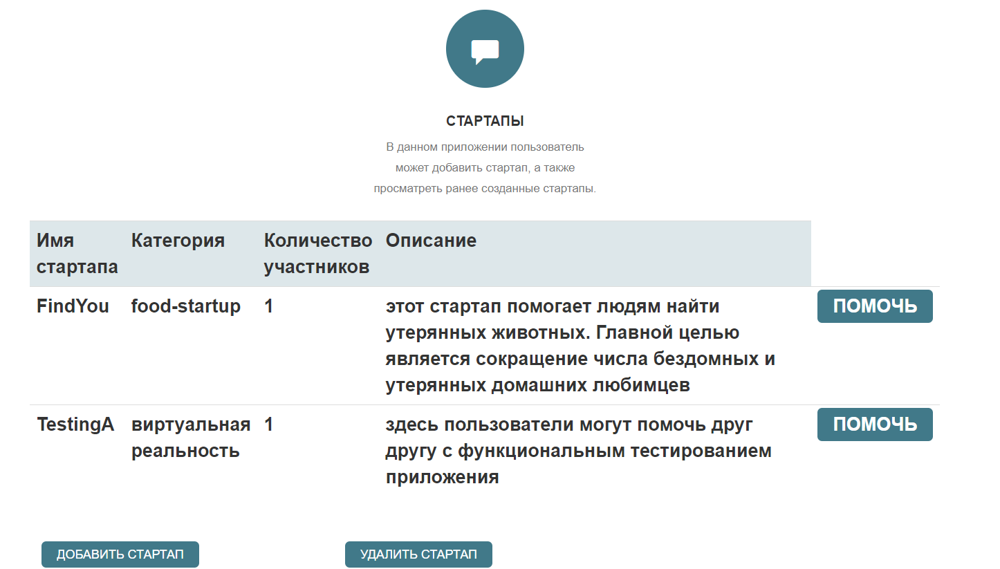 СТАРТАПЫ
В данном приложении пользователь
может добавить стартап, а также
просматреть ранее созданные стартапы.
Имя стартапа Категория Количество участников Описание
FindYou food-startup 1 этот стартап помогает людям найти ПОМОЧЬ
утерянных животных. Главной целью
является сокращение числа бездомных и
утерянных домашних любимцев
TestingA виртуальная реальность 1 здесь пользователи могут помочь друг ПОМОЧЬ
другу с функциональным тестированием
приложения
ДОБАВИТЬ СТАРТАП УДАЛИТЬ СТАРТАП